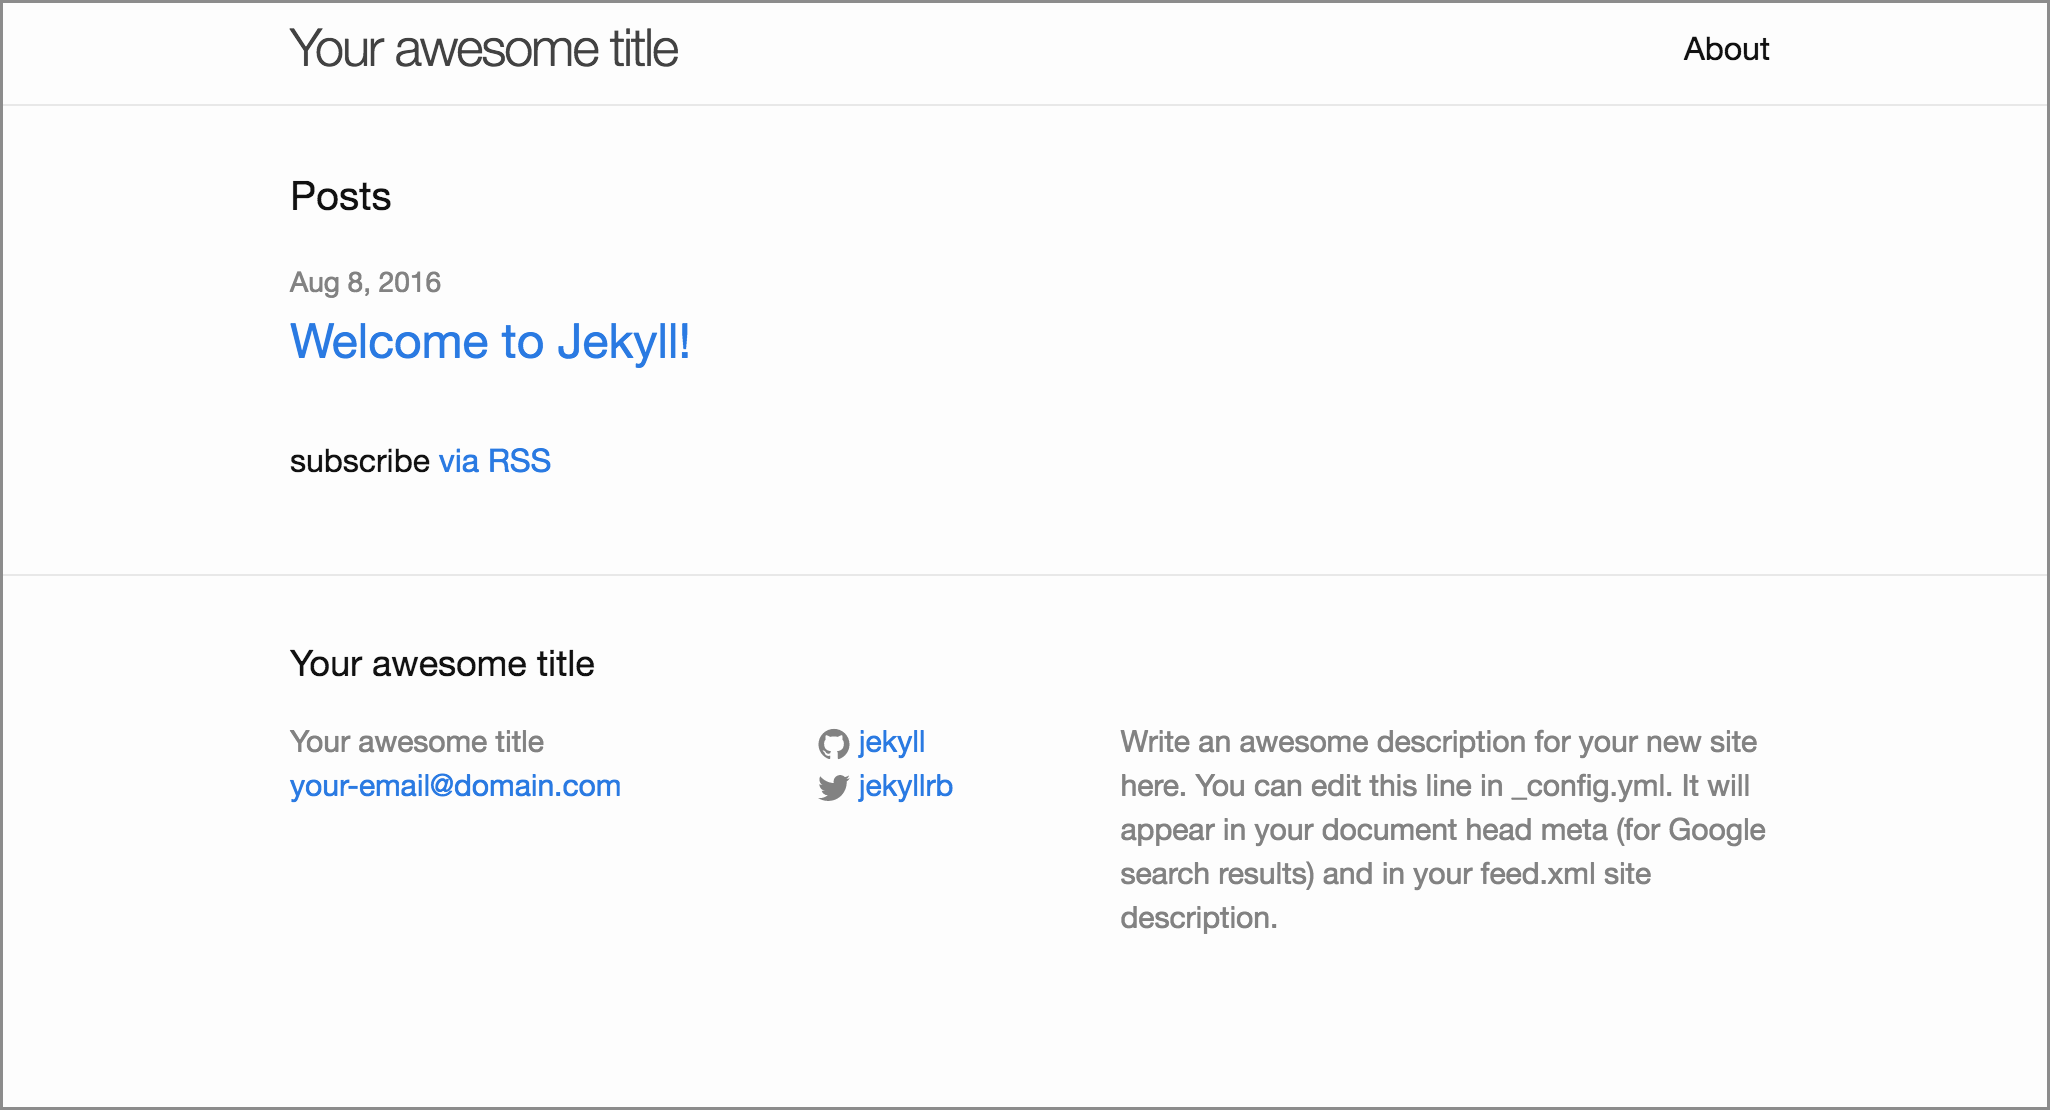 Your awesome title
About
Posts
Aug 8, 2016
Welcome to Jekyll!
subscribe via RSS
Your awesome title
Your awesome title
your-email@domain.com
jekyll
jekyllrb
Write an awesome description for your new site
here. You can edit this line in _config.yml. It will
appear in your document head meta (for Google
search results) and in your feed.xml site
description.